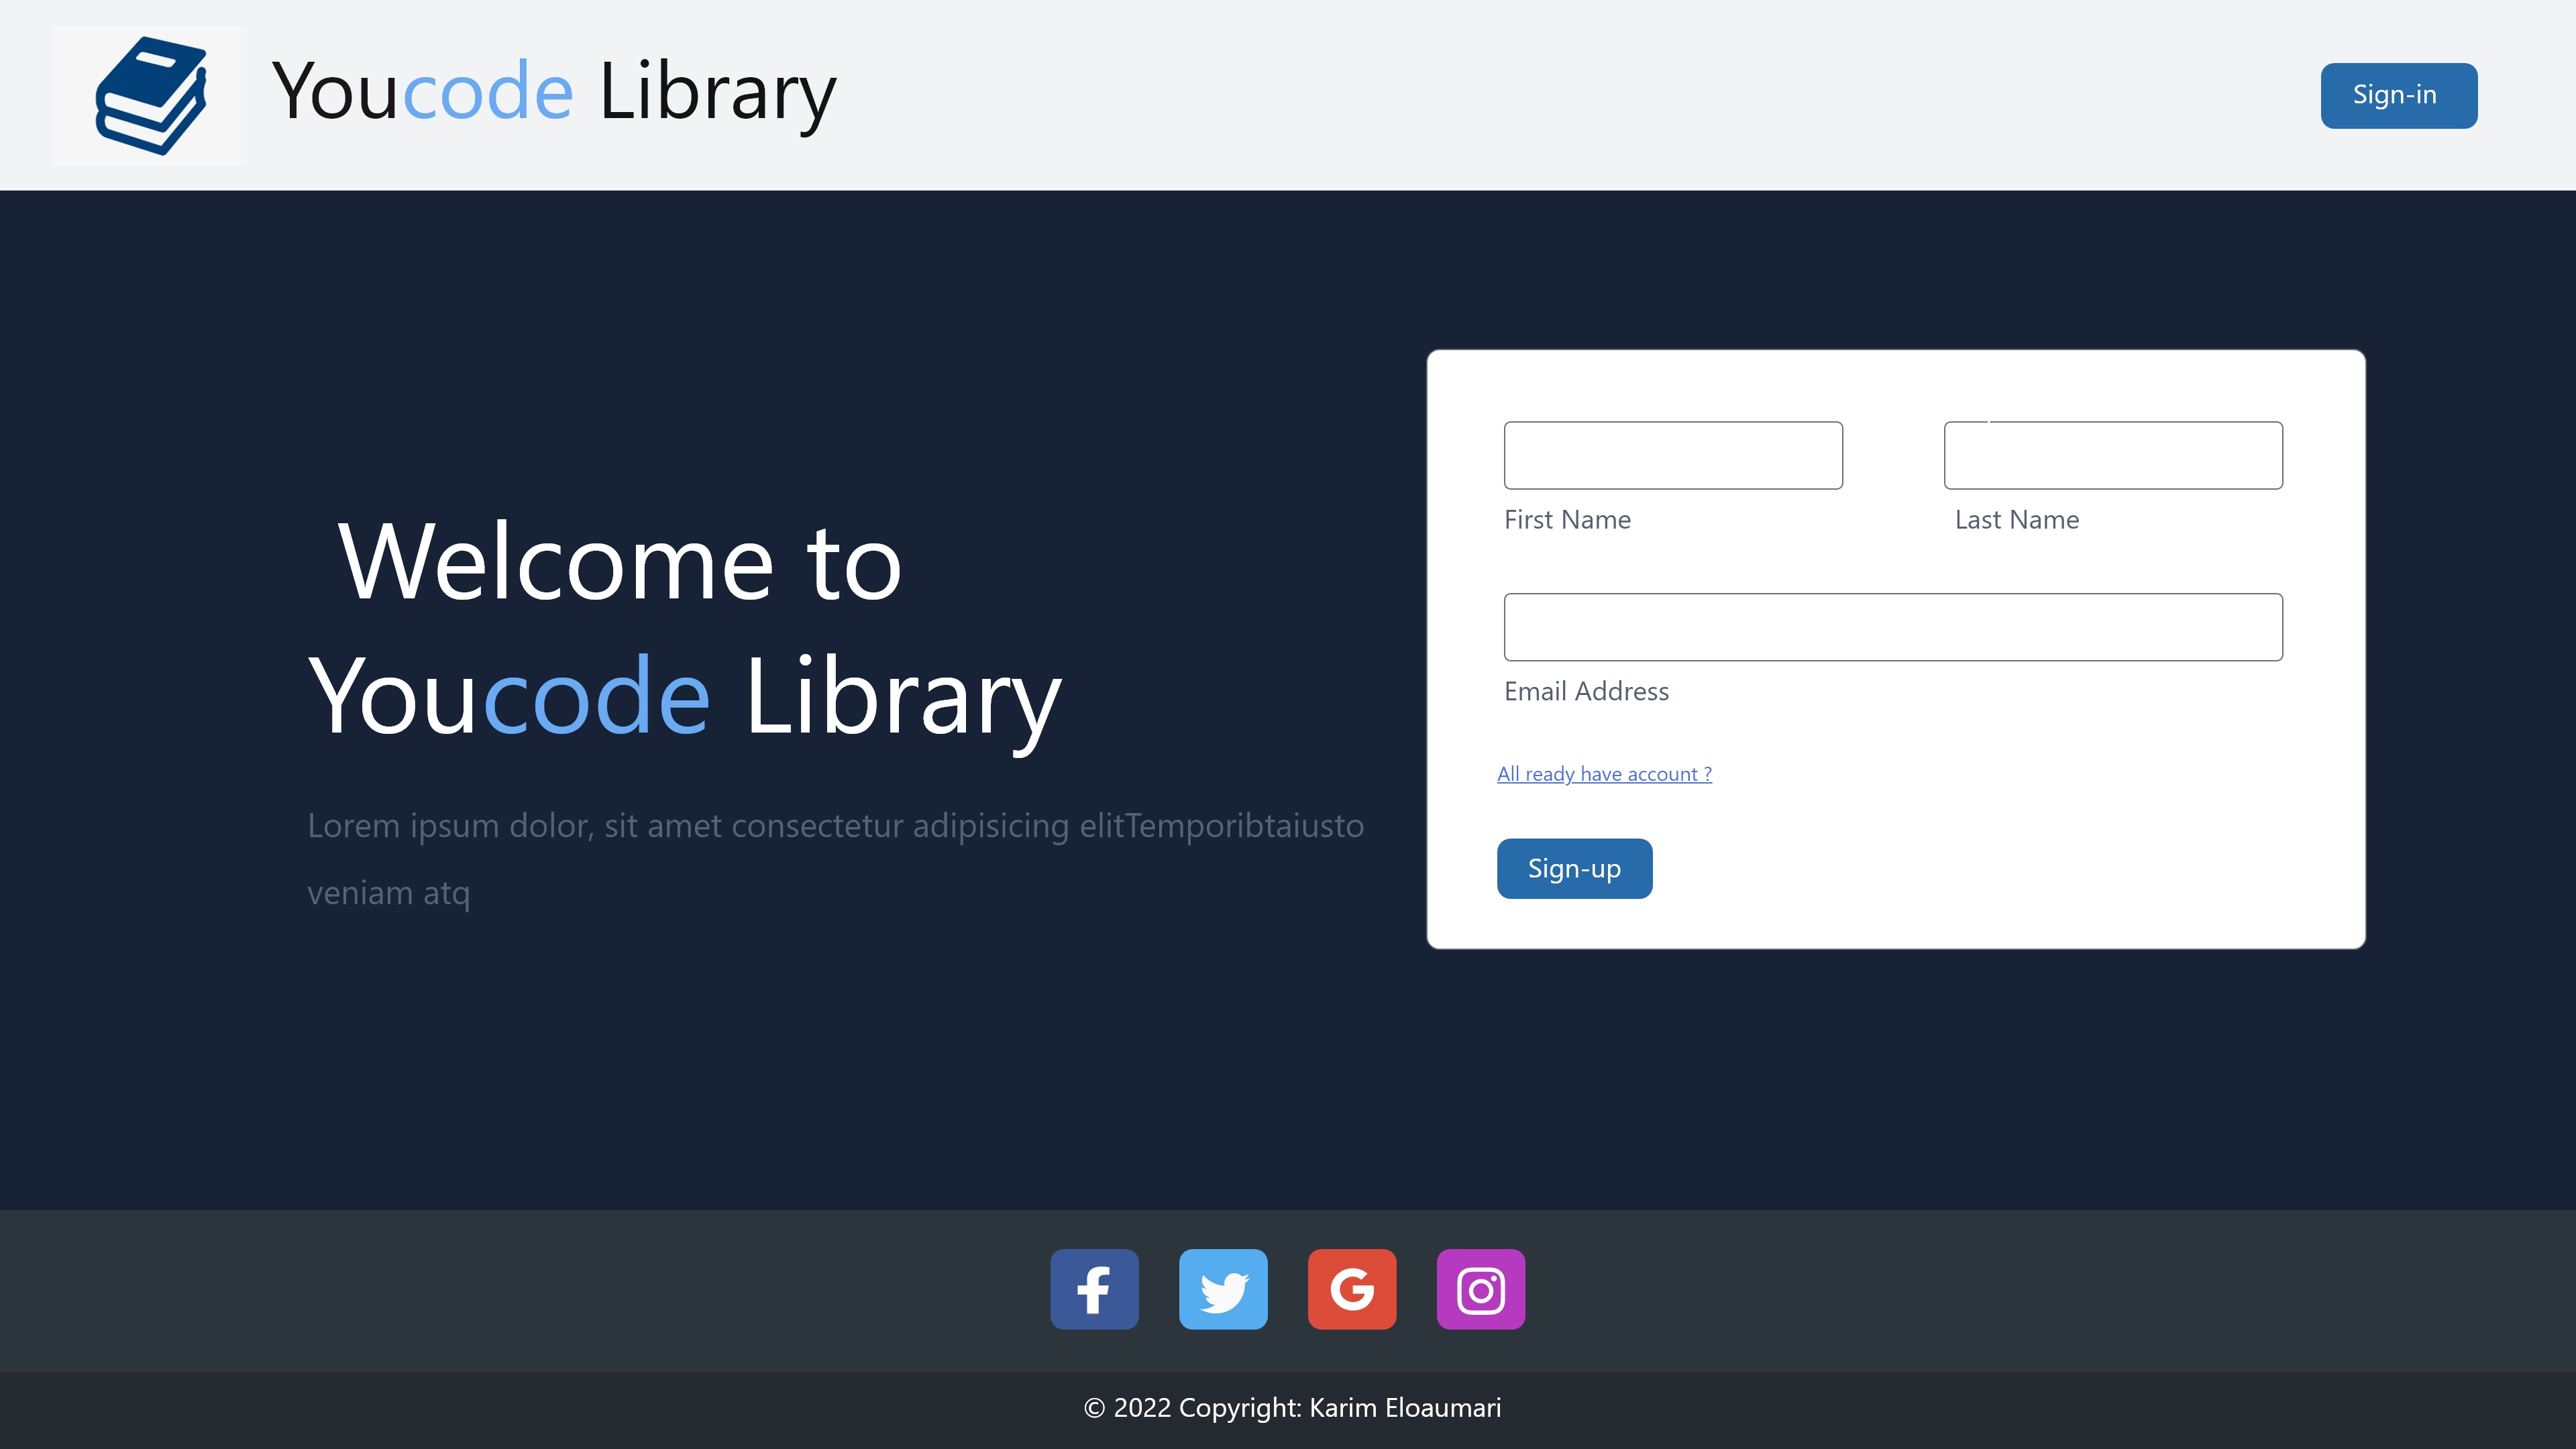 Youcode Library
Sign-in
Welcome to
Youcode Library
Lorem ipsum dolor, sit amet consectetur adipisicing elitTemporibtaiusto
veniam atq
First Name
Last Name
Email Address
All ready have account ?
Sign-up
© 2022 Copyright: Karim Eloaumari